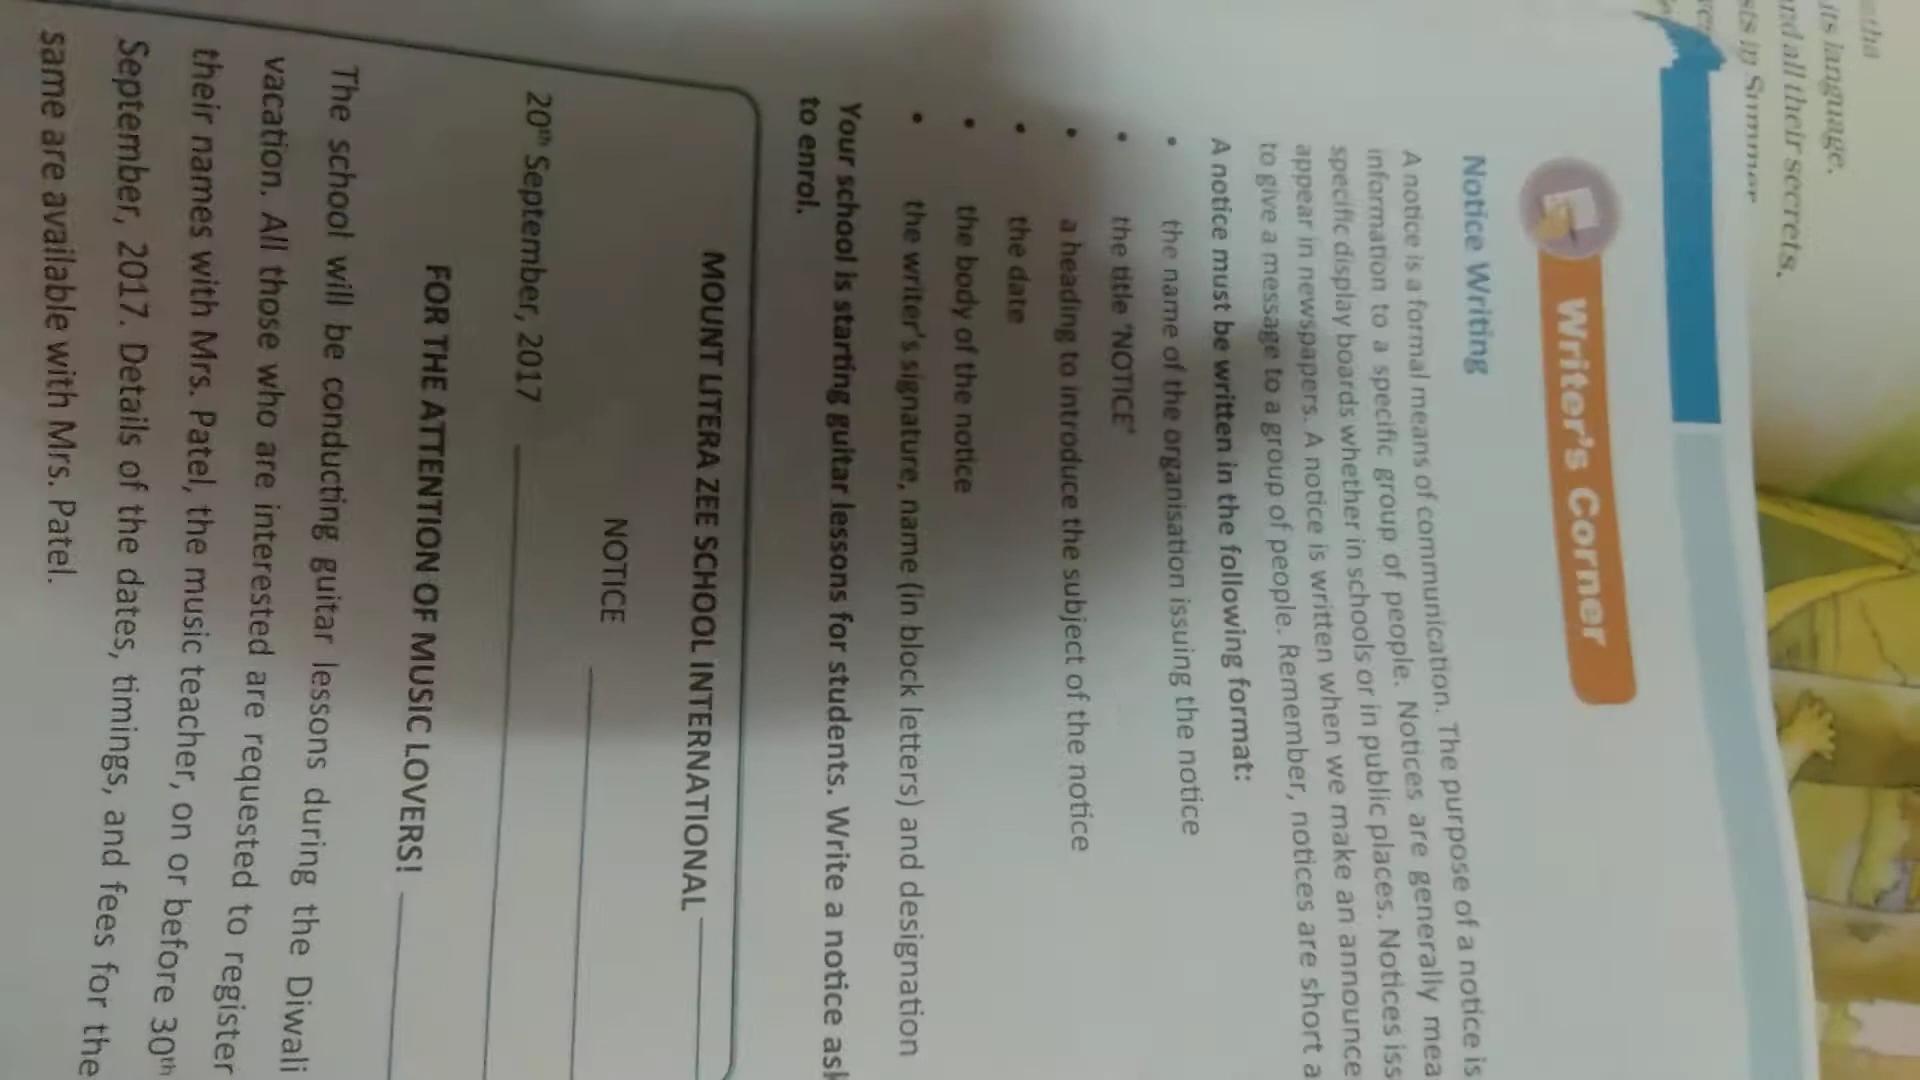 its language.
and all their secrets.
Writer's Corner
Notice Writing
A notice is a formal means of communication. The purpose of a notice is
information to a specific group of people. Notices are generally
specific display boards whether in schools or in public places. Notices
appear in newspapers. A notice is written when we make an
to give a message to a group of people. Remember, notices are short
A notice must be written in the following format:
• the name of the organisation issuing the notice
• the title 'NOTICE'
• a heading to introduce the subject of the notice
• the date
• the body of the notice
• the writer's signature, name (in block letters) and designation
Your school is starting guitar lessons for students. Write a notice
to enrol.
MOUNT LITERA ZEE SCHOOL INTERNATIONAL
NOTICE
20th September, 2017
FOR THE ATTENTION OF MUSIC LOVERS!
The school will be conducting guitar lessons during the Diwali
vacation. All those who are interested are requested to register
their names with Mrs. Patel, the music teacher, on or before 30th
September, 2017. Details of the dates, timings, and fees for the
same are available with Mrs. Patel.